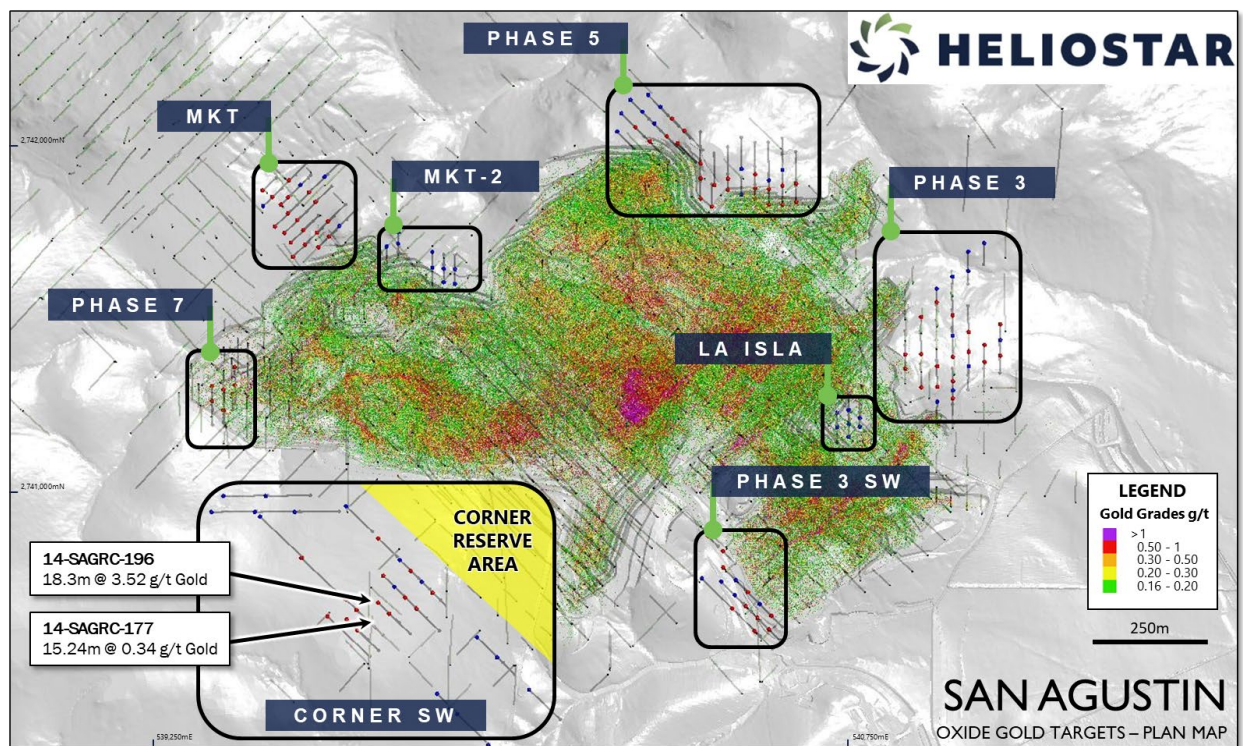 PHASE 5
HELIOSTAR
MKT
2,742,000mN
MKT-2
PHASE 3
PHASE 7
LA ISLA
PHASE 3 SW
2,741,000mN
CORNER
RESERVE
AREA
LEGEND
Gold Grades g/t
>1
0.50 - 1
0.30 - 0.50
0.20 - 0.30
0.16 - 0.20
14-SAGRC-196
18.3m @ 3.52 g/t Gold
14-SAGRC-177
15.24m @ 0.34 g/t Gold
250m
CORNER SW
SAN AGUSTIN
OXIDE GOLD TARGETS – PLAN MAP
539,250mE
540,750mE